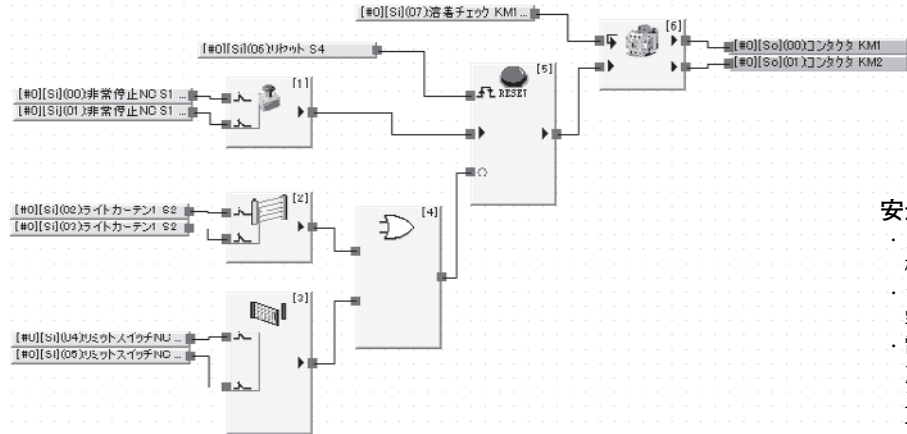 [#0][Si](07)溶着チェック KM1...
[6]
[#0][So](00)コンタクタ KM1
[#0][So](01)コンタクタ KM2
[#0][Si](06)リセット S4
[5]
RESET
[1]
[#0][Si](00)非常停止NC S1 ...
[#0][Si](01)非常停止NC S1 ...
[2]
[#0][Si](02)ライトカーテン1 S2
[#0][Si](03)ライトカーテン1 S2
[4]
[3]
[#0][Si](04)リミットスイッチNC ...
[#0][Si](05)リミットスイッチNC ...